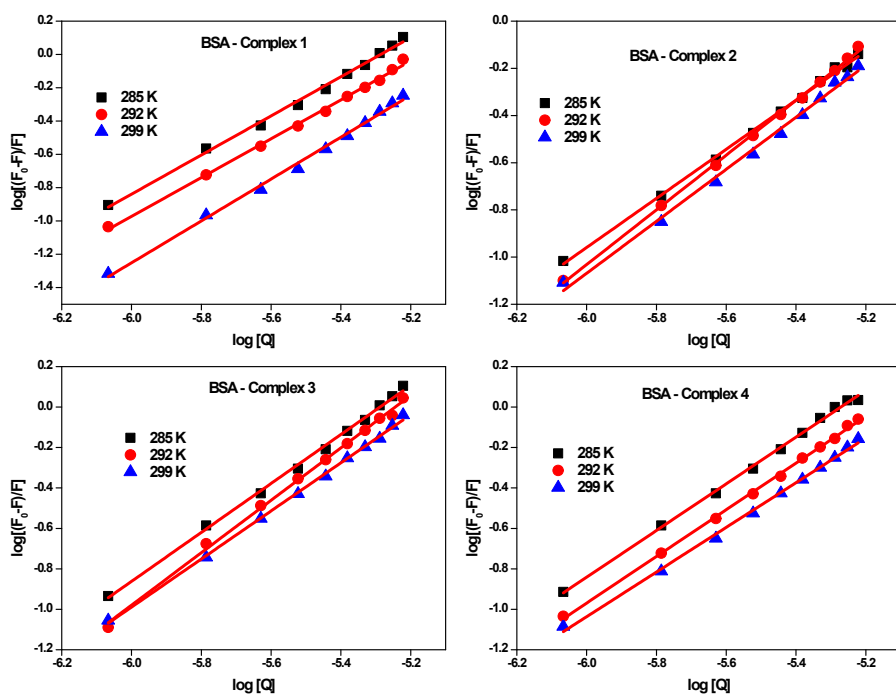 BSA - Complex 1
285 K
292 K
299 K
log[(F₀-F)/F]
0.2
0.0
-0.2
-0.4
-0.6
-0.8
-1.0
-1.2
-1.4
-6.2 -6.0 -5.8 -5.6 -5.4 -5.2
log [Q]
BSA - Complex 2
285 K
292 K
299 K
log[(F₀-F)/F]
0.2
0.0
-0.2
-0.4
-0.6
-0.8
-1.0
-1.2
-6.2 -6.0 -5.8 -5.6 -5.4 -5.2
log [Q]
BSA - Complex 3
285 K
292 K
299 K
log[(F₀-F)/F]
0.2
0.0
-0.2
-0.4
-0.6
-0.8
-1.0
-1.2
-6.2 -6.0 -5.8 -5.6 -5.4 -5.2
log [Q]
BSA - Complex 4
285 K
292 K
299 K
log[(F₀-F)/F]
0.2
0.0
-0.2
-0.4
-0.6
-0.8
-1.0
-1.2
-6.2 -6.0 -5.8 -5.6 -5.4 -5.2
log [Q]